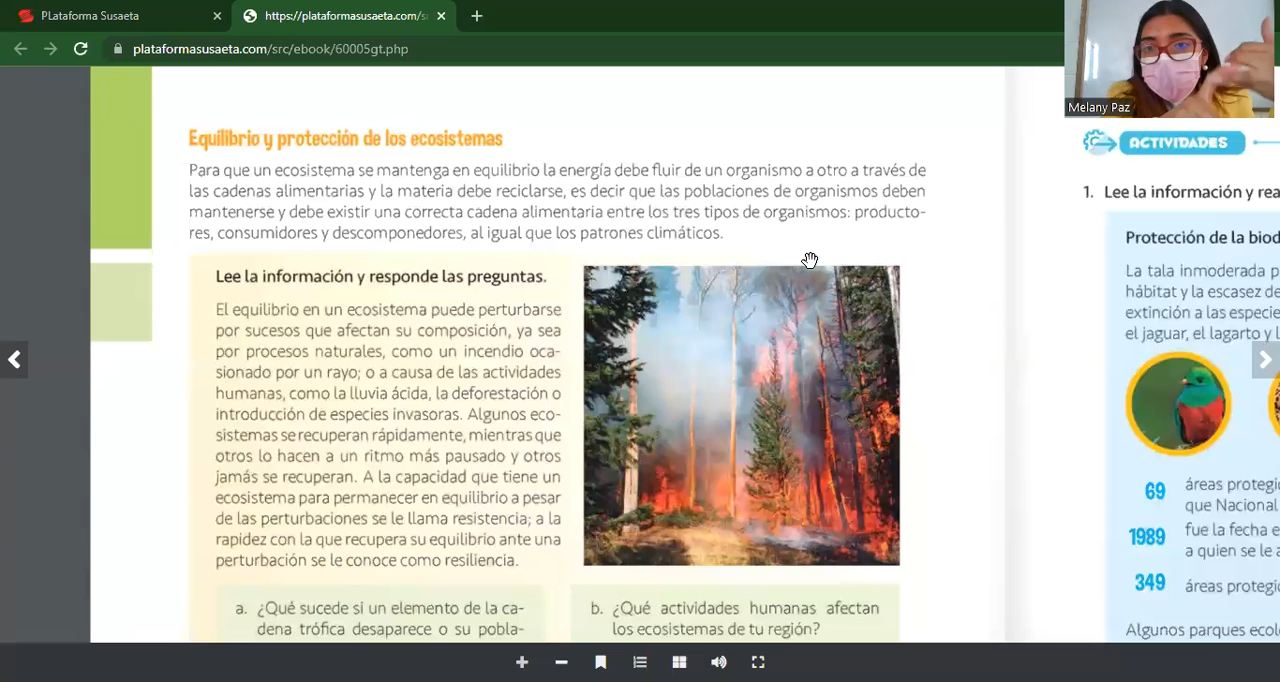 PLataforma Susaeta
https://plataformasusaeta.com/s
plataformasusaeta.com/src/ebook/60005gt.php
Melany Paz
Equilibrio y protección de los ecosistemas
Para que un ecosistema se mantenga en equilibrio la energía debe fluir de un organismo a otro a través de
las cadenas alimentarias y la materia debe reciclarse, es decir que las poblaciones de organismos deben
mantenerse y debe existir una correcta cadena alimentaria entre los tres tipos de organismos: producto-
res, consumidores y descomponedores, al igual que los patrones climáticos.
Lee la información y responde las preguntas.
El equilibrio en un ecosistema puede perturbarse
por sucesos que afectan su composición, ya sea
por procesos naturales, como un incendio oca-
sionado por un rayo; o a causa de las actividades
humanas, como la lluvia ácida, la deforestación o
introducción de especies invasoras. Algunos eco-
sistemas se recuperan rápidamente, mientras que
otros lo hacen a un ritmo más pausado y otros
jamás se recuperan. A la capacidad que tiene un
ecosistema para permanecer en equilibrio a pesar
de las perturbaciones se le llama resistencia; a la
rapidez con la que recupera su equilibrio ante una
perturbación se le conoce como resiliencia.
a. ¿Qué sucede si un elemento de la ca-
dena trófica desaparece o su pobla-
b. ¿Qué actividades humanas afectan
los ecosistemas de tu región?
ACTIVIDADES
1. Lee la información y rea
Protección de la biod
La tala inmoderada p
hábitat y la escasez de
extinción a las especie
el jaguar, el lagarto y l
69 áreas protegid
que Nacional
1989 fue la fecha e
a quien se le a
349 áreas protegid
Algunos parques ecol